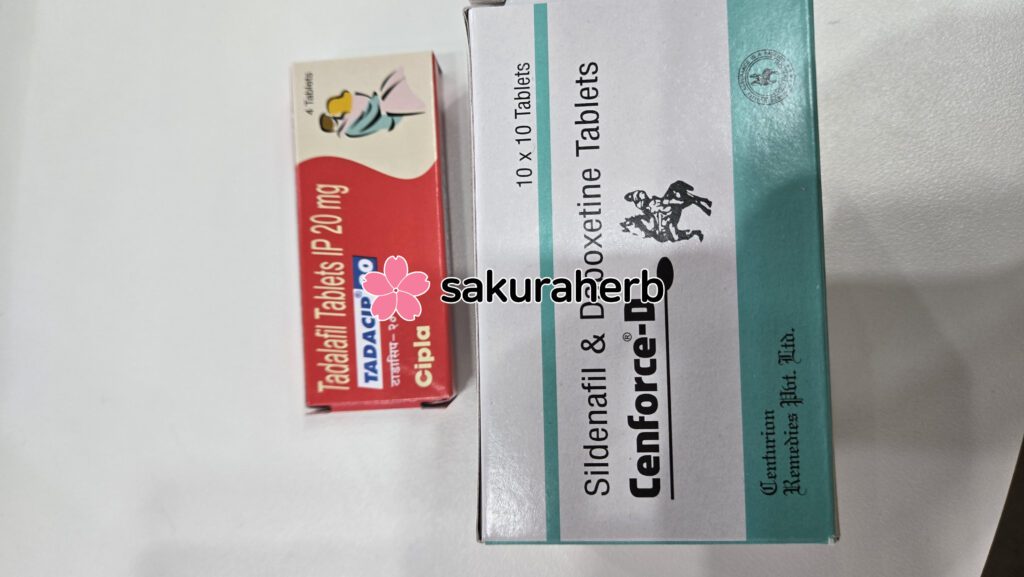 4 Tablets
Tadalafil Tablets IP 20 mg
TADACIP®
Cipla
sakuraherb
10 x 10 Tablets
Sildenafil &
Tablets
Cenforce®-D
Centurion
Remedies Pvt. Ltd.